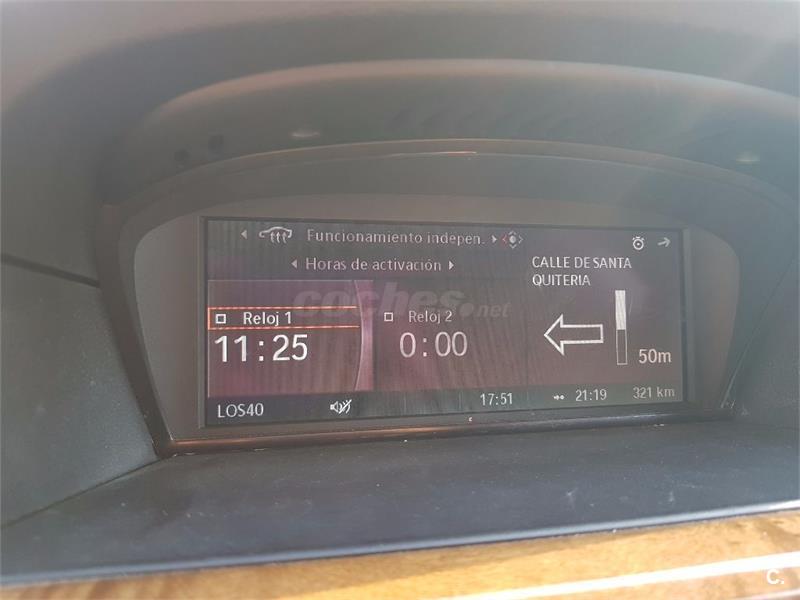 Funcionamiento indepen.
Horas de activación
CALLE DE SANTA
QUITERIA
Reloj 1
Reloj 2
11:25
0:00
50m
LOS40
17:51
21:19
321 km
coches.net
C.